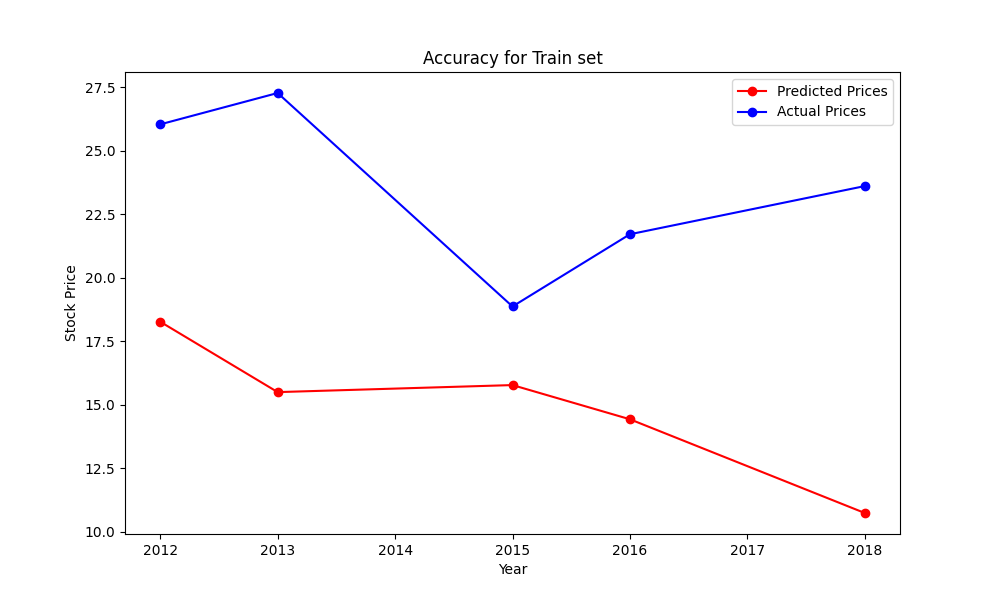 Accuracy for Train set
Predicted Prices
Actual Prices
Stock Price
27.5
25.0
22.5
20.0
17.5
15.0
12.5
10.0
2012 2013 2014 2015 2016 2017 2018
Year